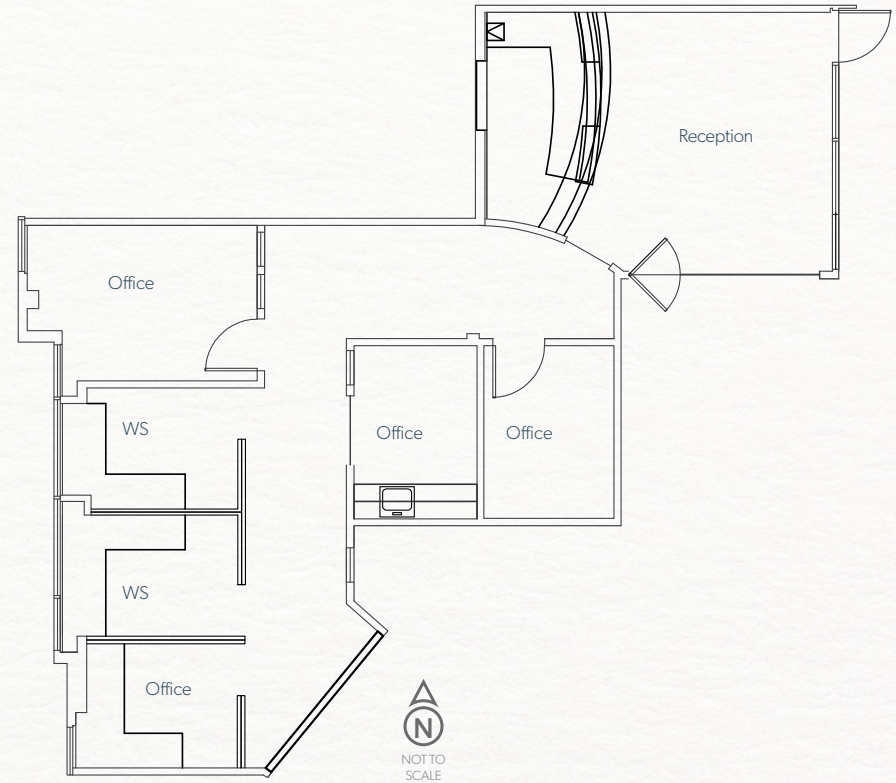 Reception
Office
WS
Office
Office
WS
Office
N
NOT TO
SCALE